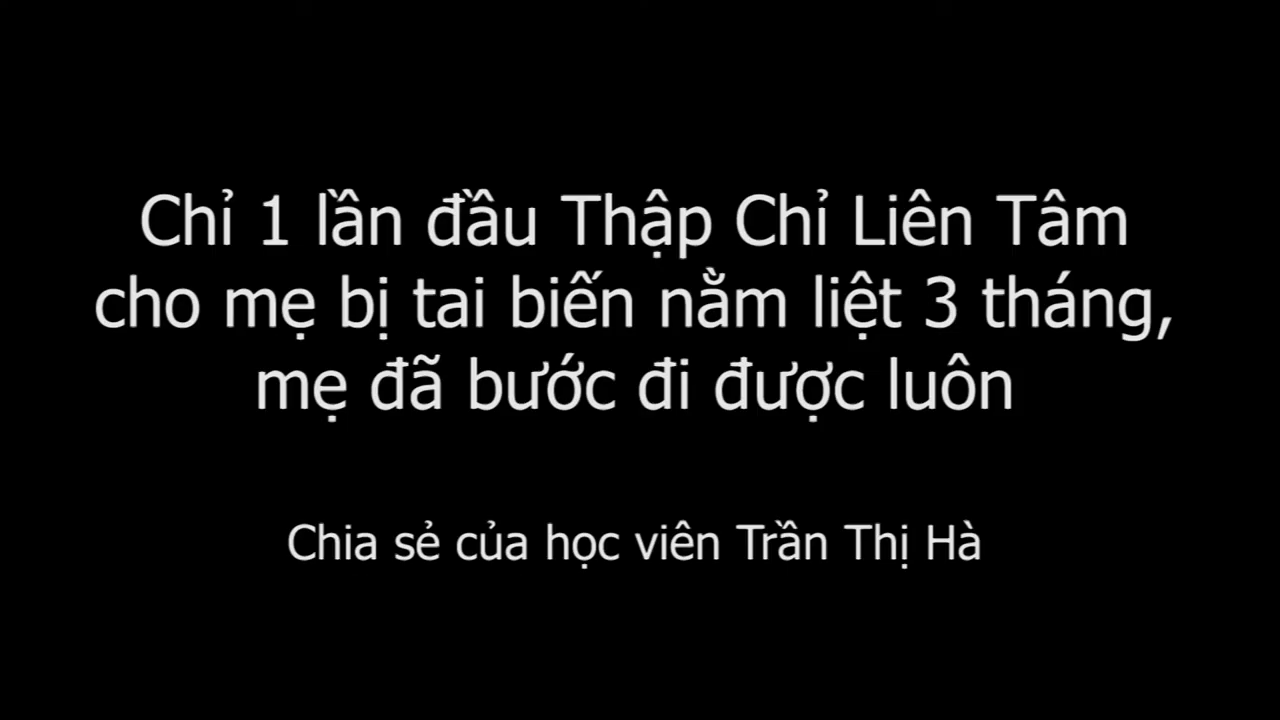 Chỉ 1 lần đầu Thập Chỉ Liên Tâm
cho mẹ bị tai biến nằm liệt 3 tháng,
mẹ đã bước đi được luôn
Chia sẻ của học viên Trần Thị Hà